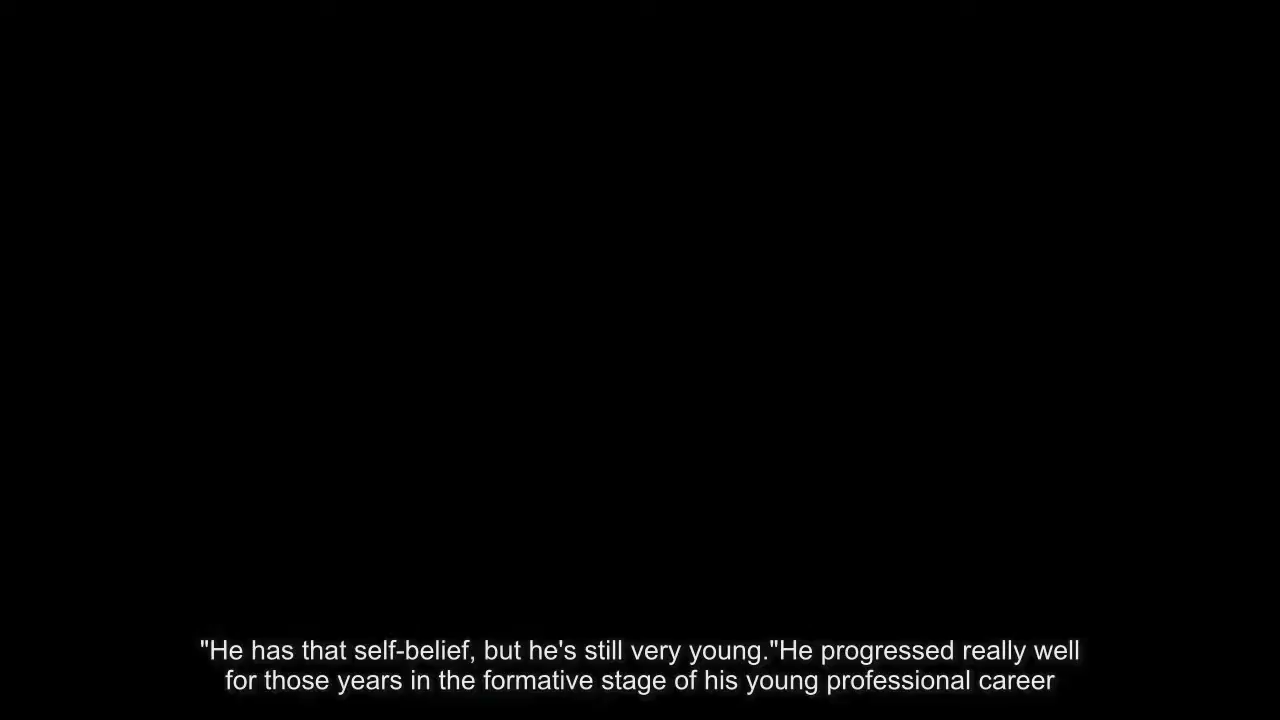 "He has that self-belief, but he's still very young."He progressed really well
for those years in the formative stage of his young professional career